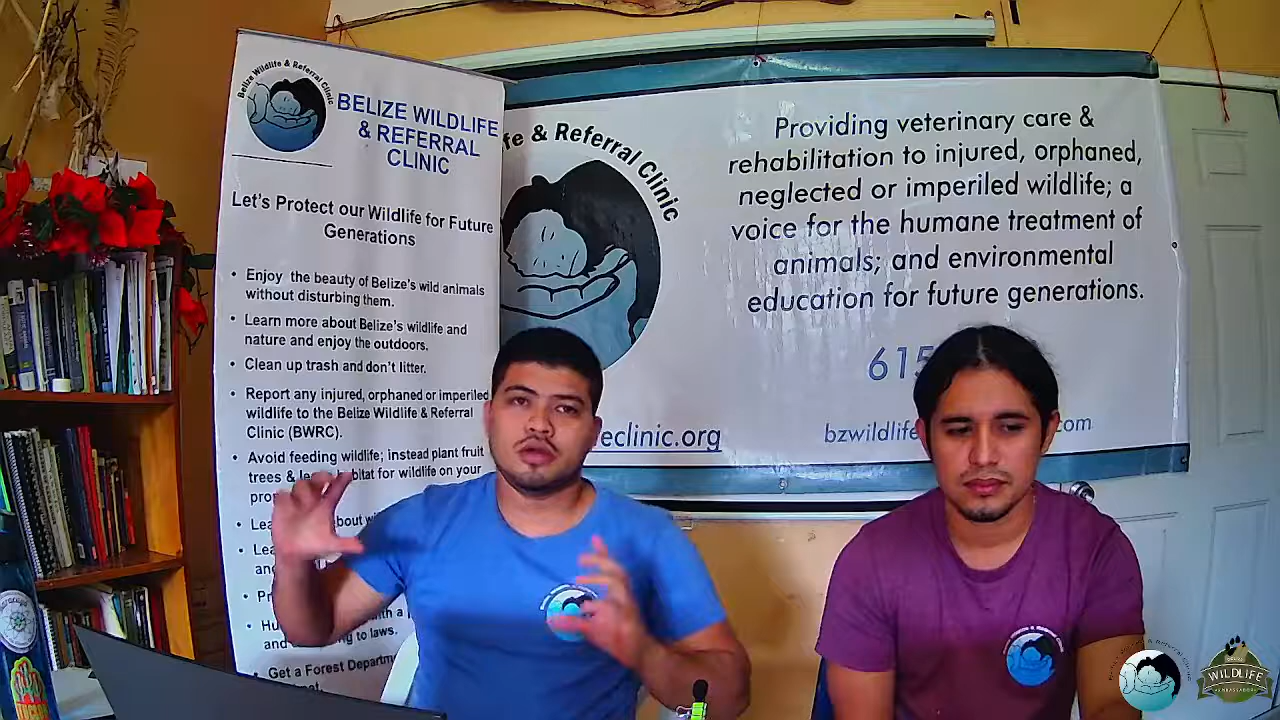 Belize Wildlife & Referral Clinic
BELIZE WILDLIFE
& REFERRAL
CLINIC
Let's Protect our Wildlife for Future
Generations
• Enjoy the beauty of Belize's wild animals
without disturbing them.
• Learn more about Belize's wildlife and
nature and enjoy the outdoors.
• Clean up trash and don't litter.
• Report any injured, orphaned or imperiled
wildlife to the Belize Wildlife & Referral
Clinic (BWRC).
• Avoid feeding wildlife; instead plant fruit
trees & habitat for wildlife on your
• Get a Forest
& Referral Clinic
Providing veterinary care &
rehabilitation to injured, orphaned,
neglected or imperiled wildlife; a
voice for the humane treatment of
animals; and environmental
education for future generations.
615
eclinic.org
bzwildlife com
WILDLIFE